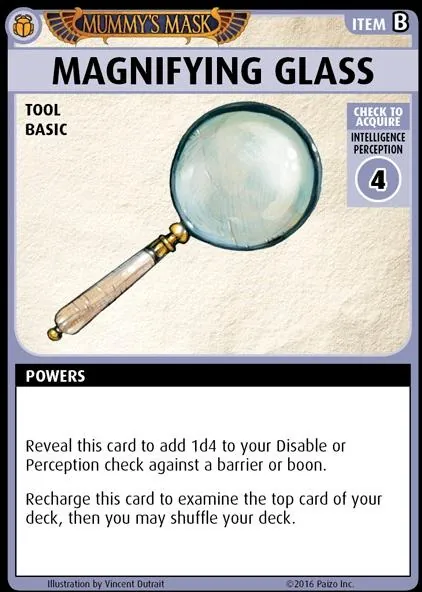 MUMMY'S MASK
ITEM B
MAGNIFYING GLASS
TOOL
BASIC
CHECK TO
ACQUIRE
INTELLIGENCE
PERCEPTION
4
POWERS
Reveal this card to add 1d4 to your Disable or
Perception check against a barrier or boon.
Recharge this card to examine the top card of your
deck, then you may shuffle your deck.
Illustration by Vincent Dutrait
©2016 Paizo Inc.